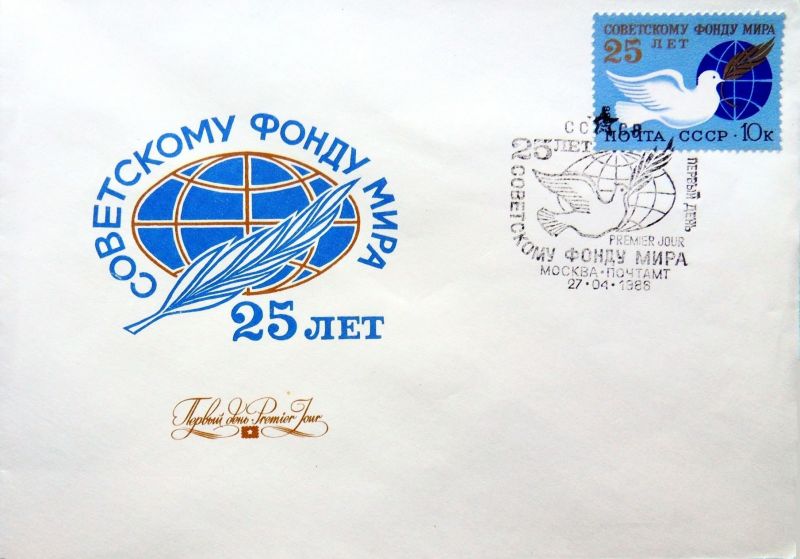 СОВЕТСКОМУ ФОНДУ МИРА
25 ЛЕТ
ПОЧТА СССР · 10к
СОВЕТСКОМУ ФОНДУ МИРА
25 ЛЕТ
Первый день Premier Jour
25 ЛЕТ
ПЕРВЫЙ ДЕНЬ
PREMIER JOUR
СОВЕТСКОМУ ФОНДУ МИРА
МОСКВА·ПОЧТАМТ
27·04·1986